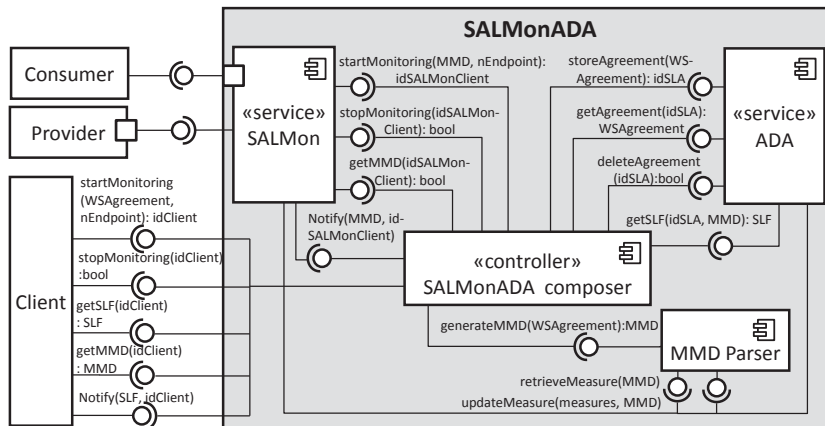 SALMonADA
Consumer
Provider
«service»
SALMon
startMonitoring(MMD, nEndpoint):
idSALMonClient
stopMonitoring(idSALMon-
Client): bool
getMMD(idSALMon-
Client): bool
Notify(MMD, id-
SALMonClient)
storeAgreement(WS-
Agreement): idSLA
getAgreement(idSLA):
WSAgreement
deleteAgreement
(idSLA):bool
getSLF(idSLA, MMD): SLF
«service»
ADA
Client
startMonitoring
(WSAgreement,
nEndpoint): idClient
stopMonitoring(idClient)
:bool
getSLF(idClient)
: SLF
getMMD(idClient)
: MMD
Notify(SLF, idClient)
«controller»
SALMonADA composer
generateMMD(WSAgreement):MMD
MMD Parser
retrieveMeasure(MMD)
updateMeasure(measures, MMD)